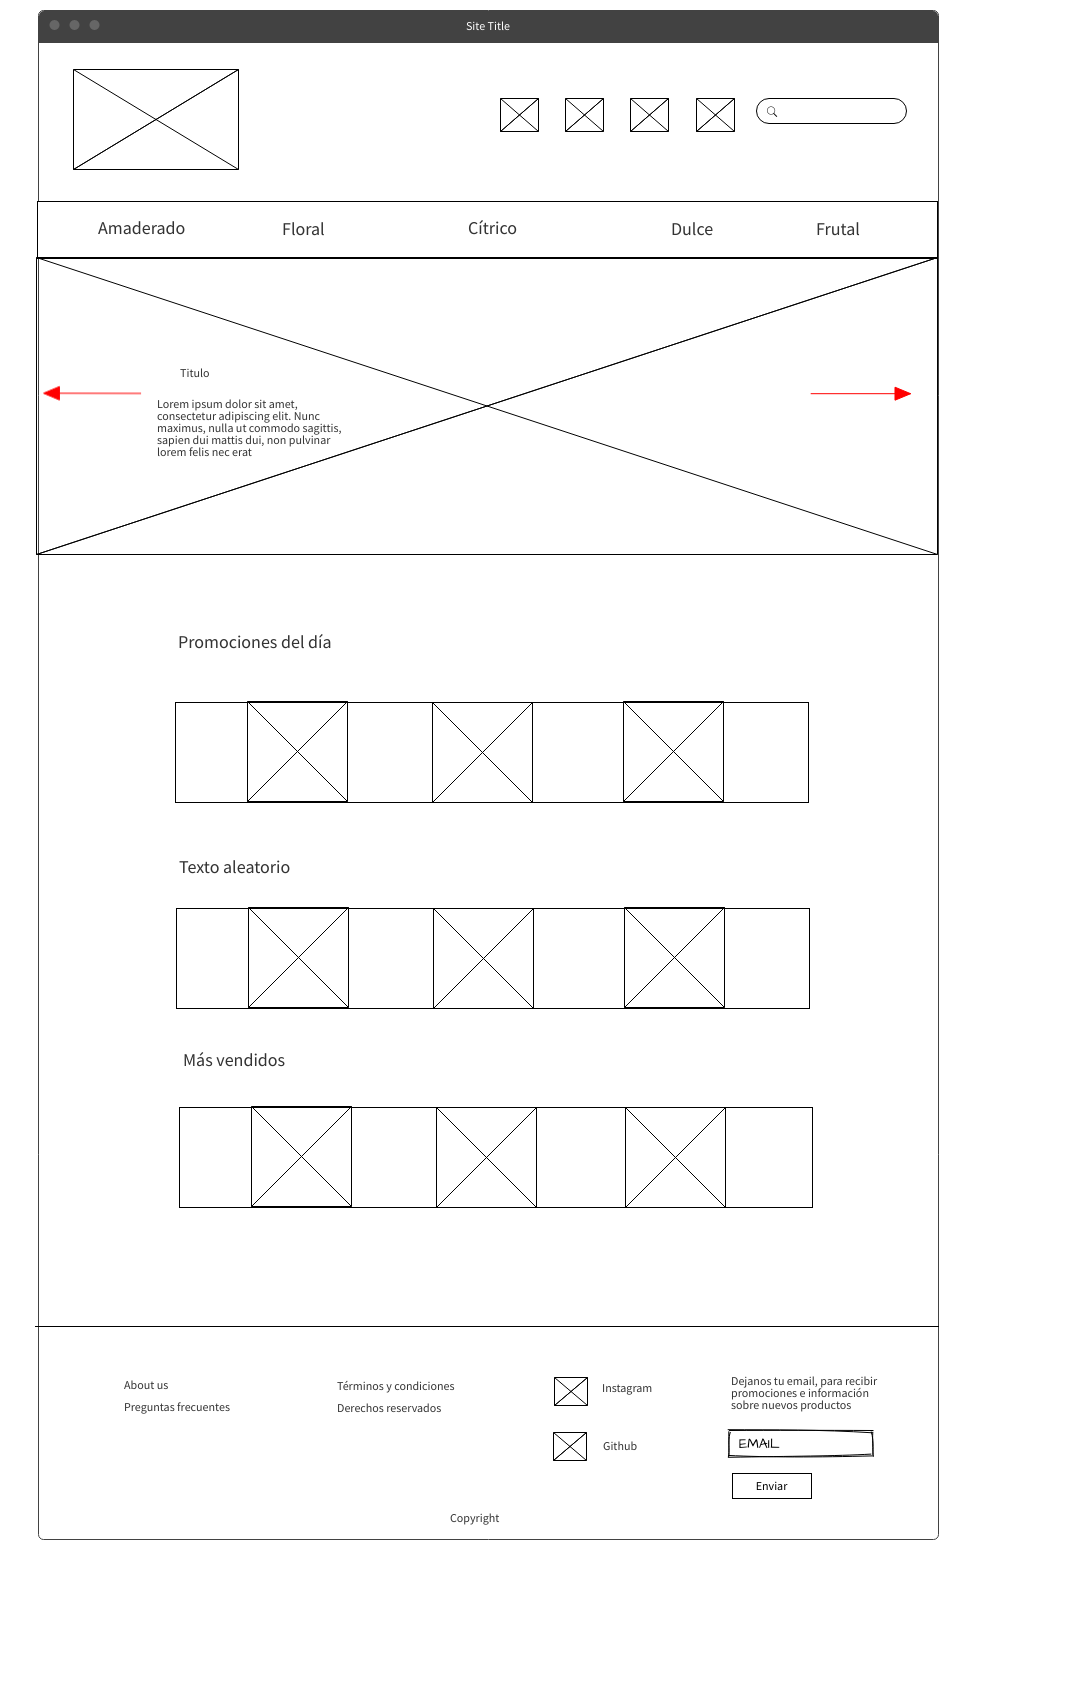 Site Title
Amaderado
Floral
Cítrico
Dulce
Frutal
Titulo
Lorem ipsum dolor sit amet,
consectetur adipiscing elit. Nunc
maximus, nulla ut commodo sagittis,
sapien dui mattis dui, non pulvinar
lorem felis nec erat
Promociones del día
Texto aleatorio
Más vendidos
About us
Preguntas frecuentes
Términos y condiciones
Derechos reservados
Instagram
Github
Dejanos tu email, para recibir
promociones e información
sobre nuevos productos
EMAIL
Enviar
Copyright